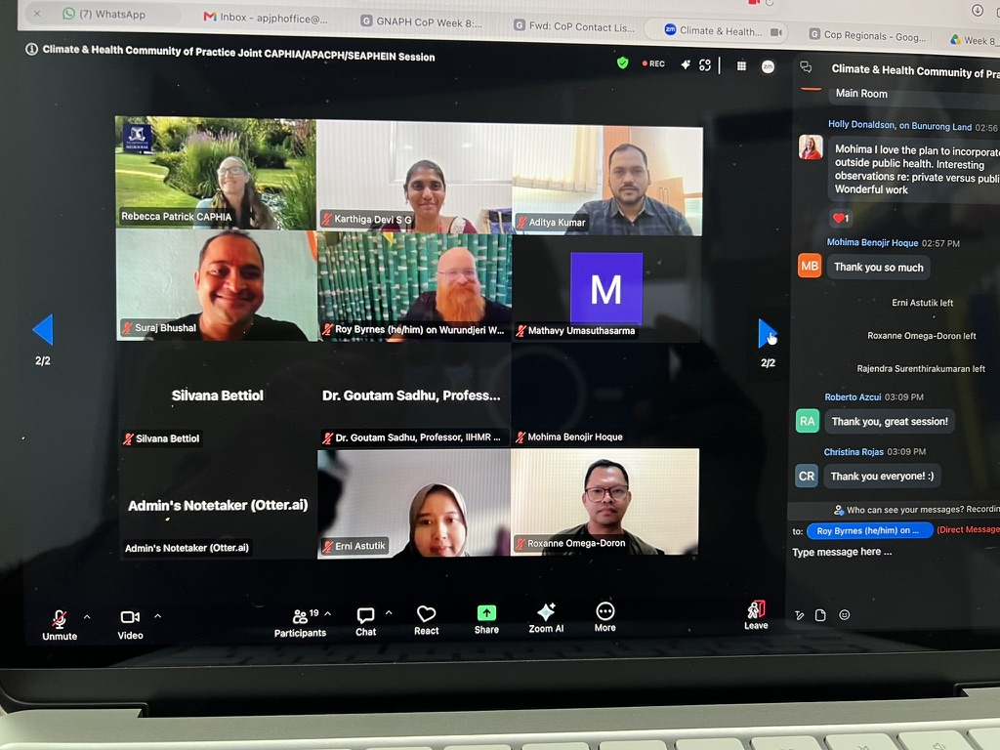 (7) WhatsApp
Inbox - apjphoffice@...
GNAPH CoP Week 8:...
Fwd: CoP Contact Lis...
Climate & Health...
Cop Regionals - Goog...
Week 8_
Climate & Health Community of Practice Joint CAPHIA/APACPH/SEAPHEIN Session
REC
zm
Rebecca Patrick CAPHIA
Karthiga Devi S G
Aditya Kumar
Suraj Bhushal
Roy Byrnes (he/him) on Wurundjeri W...
M
Mathavy Umasuthasarma
2/2
2/2
Silvana Bettiol
Dr. Goutam Sadhu, Profess...
Silvana Bettiol
Dr. Goutam Sadhu, Professor, IIHMR ...
Mohima Benojir Hoque
Admin's Notetaker (Otter.ai)
Admin's Notetaker (Otter.ai)
Erni Astutik
Roxanne Omega-Doron
Unmute
Video
Participants
19
Chat
React
Share
Zoom AI
More
Leave
Climate & Health Community of Pra
Main Room
Holly Donaldson, on Bunurong Land 02:56
Mohima I love the plan to incorporate
outside public health. Interesting
observations re: private versus publi
Wonderful work
1
Mohima Benojir Hoque 02:57 PM
MB
Thank you so much
Erni Astutik left
Roxanne Omega-Doron left
Rajendra Surenthirakumaran left
Roberto Azcui 03:09 PM
RA
Thank you, great session!
Christina Rojas 03:09 PM
CR
Thank you everyone! :)
Who can see your messages? Recordin
to: Roy Byrnes (he/him) on ... (Direct Message
Type message here ...